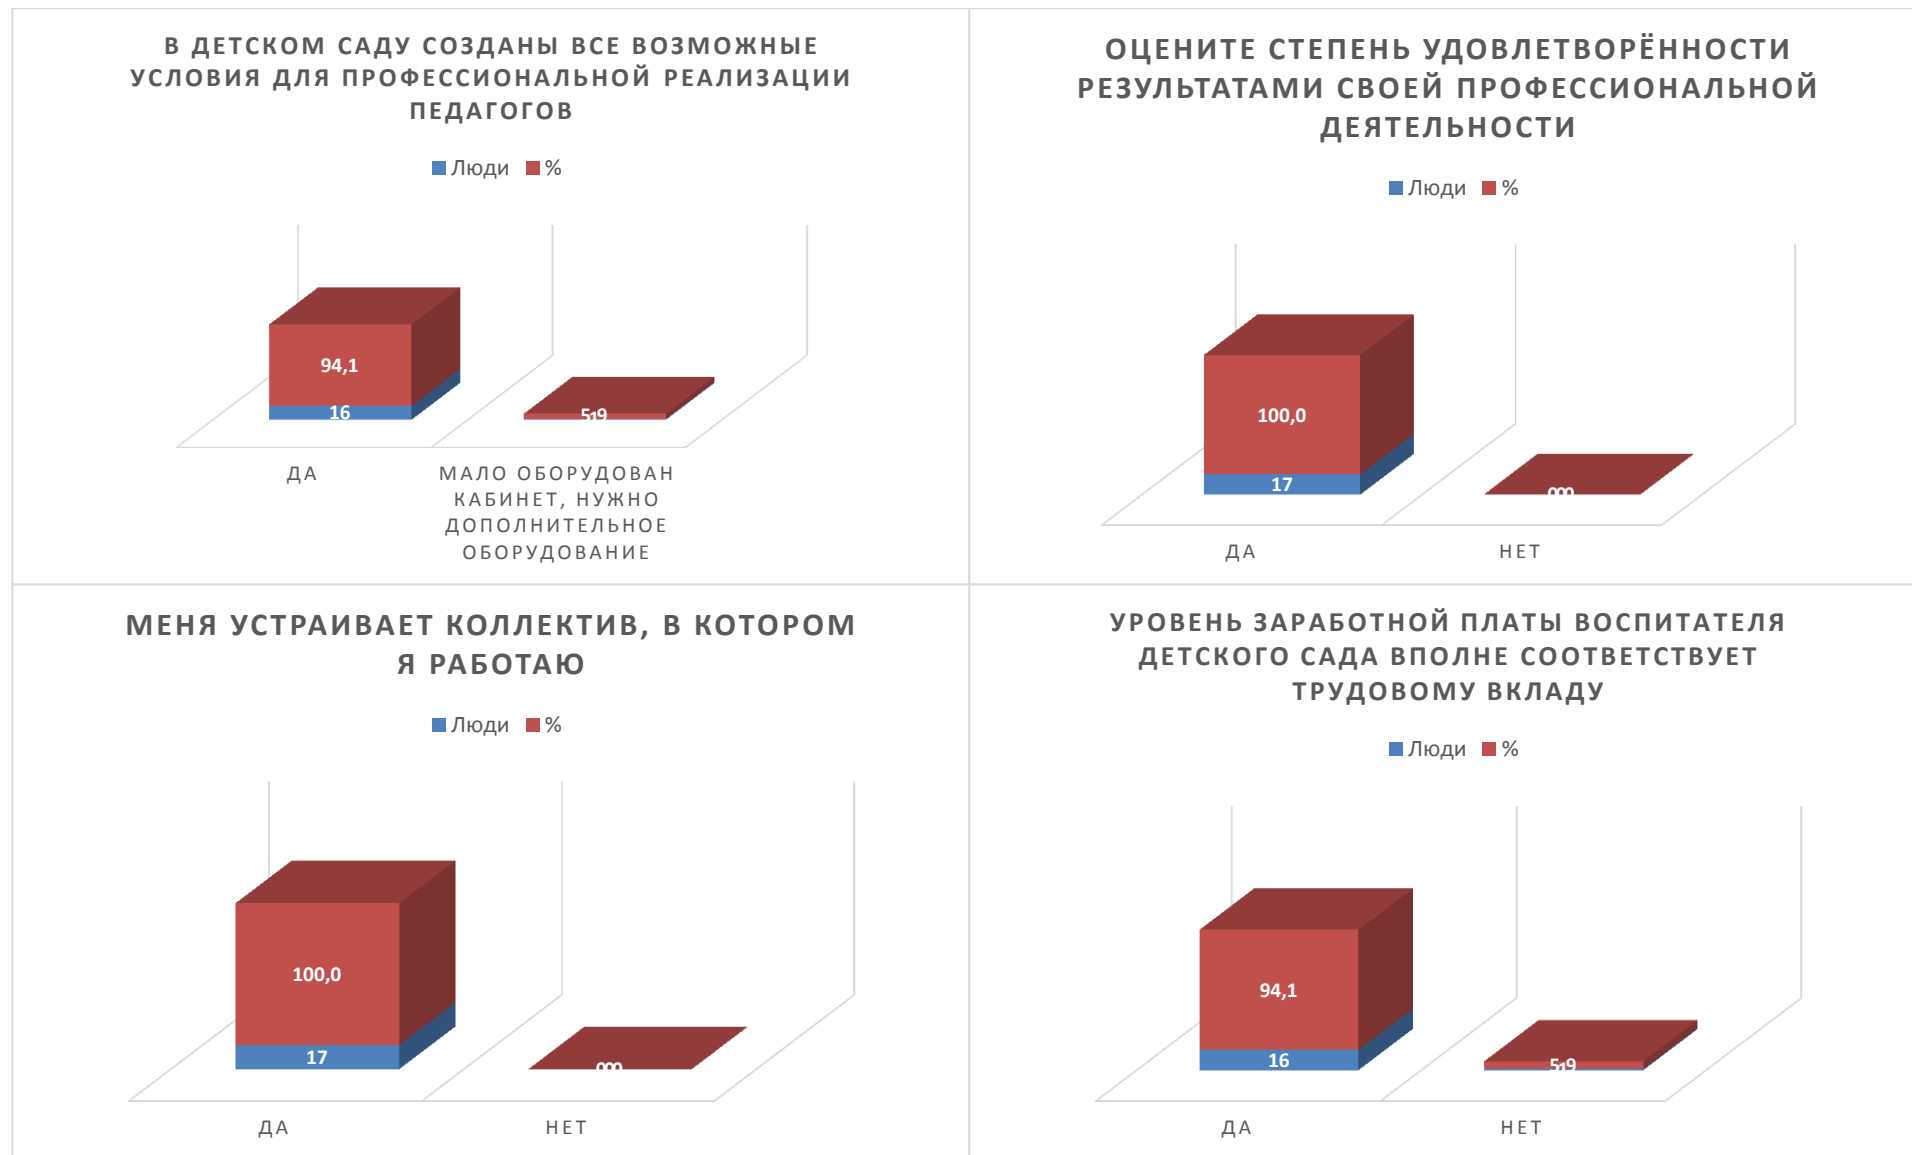 В ДЕТСКОМ САДУ СОЗДАНЫ ВСЕ ВОЗМОЖНЫЕ
УСЛОВИЯ ДЛЯ ПРОФЕССИОНАЛЬНОЙ РЕАЛИЗАЦИИ
ПЕДАГОГОВ
Люди %
94,1
16
ДА
МАЛО ОБОРУДОВАН
КАБИНЕТ, НУЖНО
ДОПОЛНИТЕЛЬНОЕ
ОБОРУДОВАНИЕ
ОЦЕНИТЕ СТЕПЕНЬ УДОВЛЕТВОРЁННОСТИ
РЕЗУЛЬТАТАМИ СВОЕЙ ПРОФЕССИОНАЛЬНОЙ
ДЕЯТЕЛЬНОСТИ
Люди %
100,0
17
ДА НЕТ
МЕНЯ УСТРАИВАЕТ КОЛЛЕКТИВ, В КОТОРОМ
Я РАБОТАЮ
Люди %
100,0
17
ДА НЕТ
УРОВЕНЬ ЗАРАБОТНОЙ ПЛАТЫ ВОСПИТАТЕЛЯ
ДЕТСКОГО САДА ВПОЛНЕ СООТВЕТСТВУЕТ
ТРУДОВОМУ ВКЛАДУ
Люди %
94,1
16
ДА НЕТ